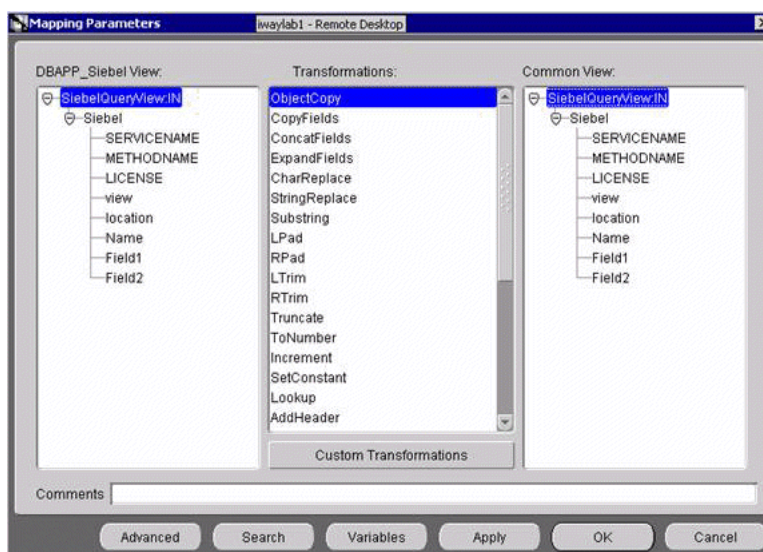 Mapping Parameters
iwaylab1 - Remote Desktop
DBAPP_Siebel View:
SiebelQueryView:IN
Siebel
SERVICENAME
METHODNAME
LICENSE
view
location
Name
Field1
Field2
Transformations:
ObjectCopy
CopyFields
ConcatFields
ExpandFields
CharReplace
StringReplace
Substring
LPad
RPad
LTrim
RTrim
Truncate
ToNumber
Increment
SetConstant
Lookup
AddHeader
Custom Transformations
Common View:
SiebelQueryView:IN
Siebel
SERVICENAME
METHODNAME
LICENSE
view
location
Name
Field1
Field2
Comments
Advanced
Search
Variables
Apply
OK
Cancel